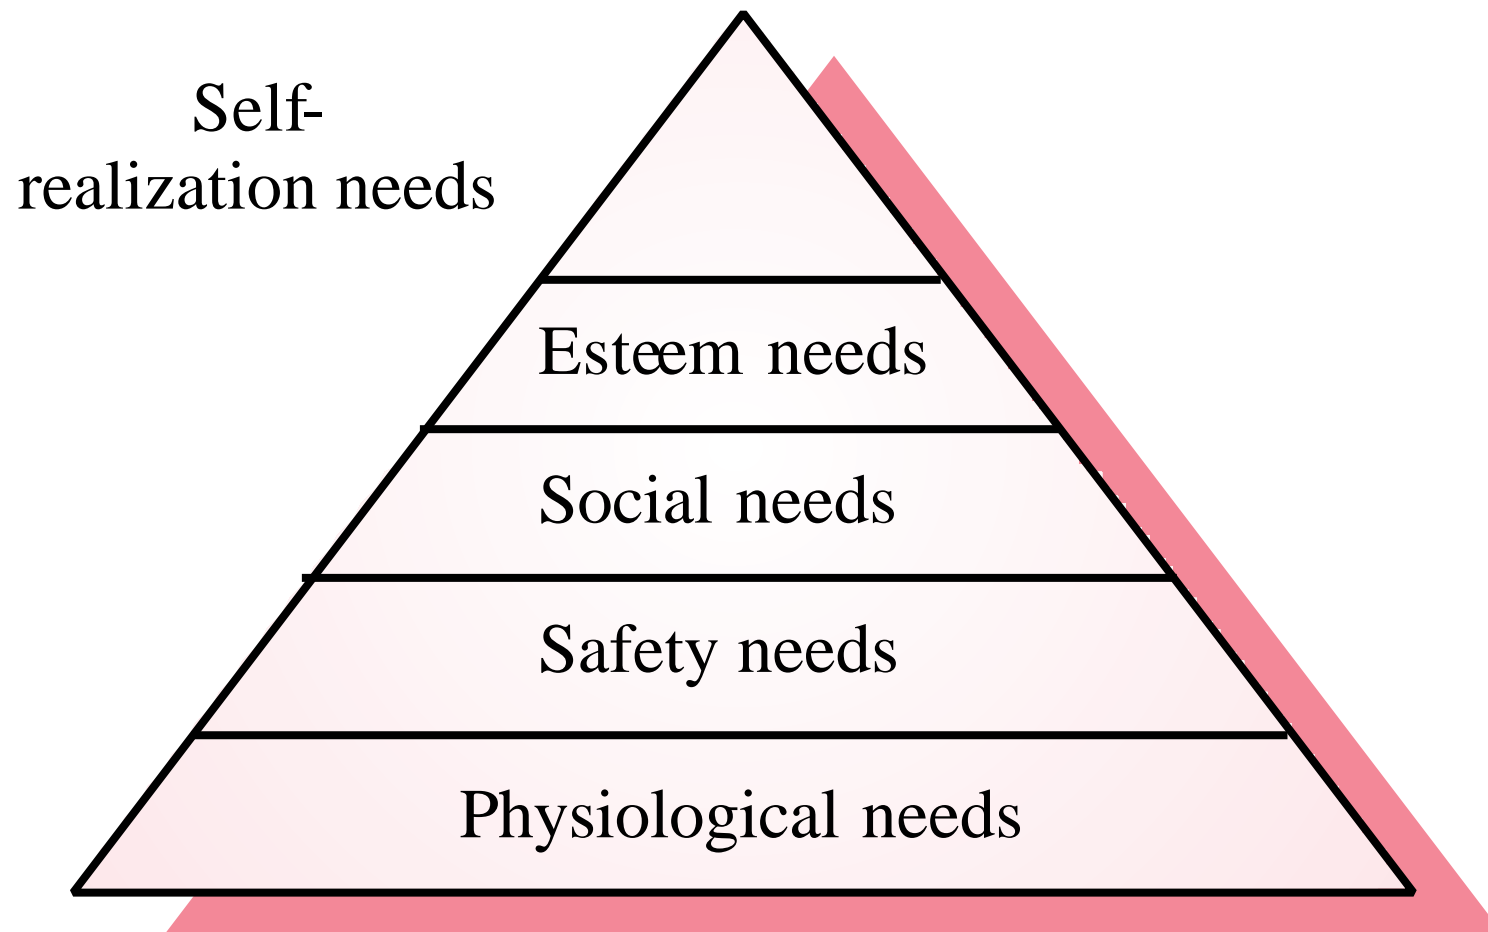 Self-
realization needs
Esteem needs
Social needs
Safety needs
Physiological needs